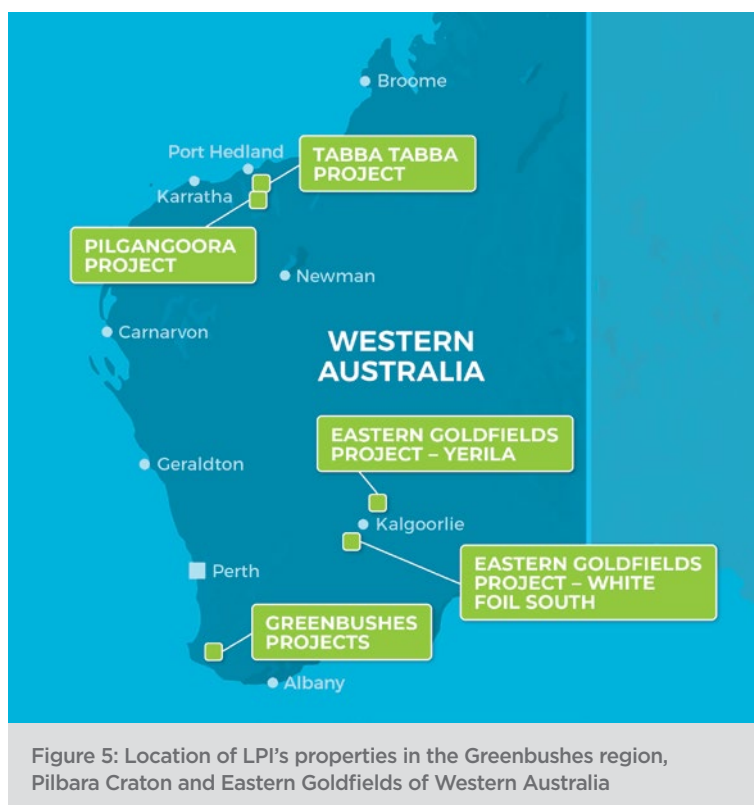 Broome
Port Hedland
TABBA TABBA
PROJECT
Karratha
PILGANGOORA
PROJECT
Newman
Carnarvon
WESTERN
AUSTRALIA
EASTERN GOLDFIELDS
PROJECT – YERILA
Geraldton
Kalgoorlie
Perth
EASTERN GOLDFIELDS
PROJECT – WHITE
FOIL SOUTH
GREENBUSHES
PROJECTS
Albany
Figure 5: Location of LPI’s properties in the Greenbushes region,
Pilbara Craton and Eastern Goldfields of Western Australia